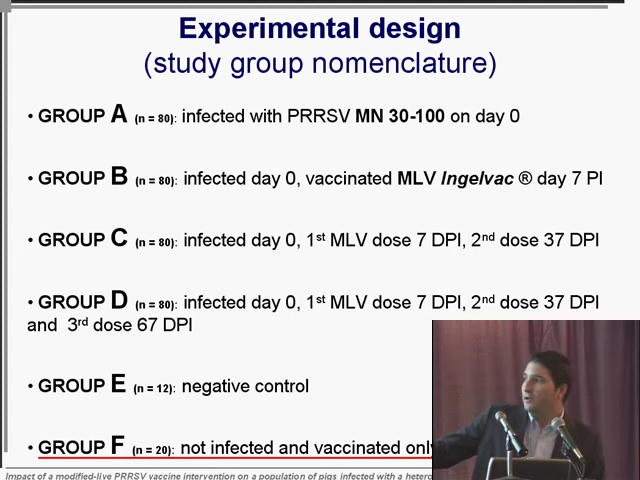 Experimental design
(study group nomenclature)
• GROUP A (n = 80): infected with PRRSV MN 30-100 on day 0
• GROUP B (n = 80): infected day 0, vaccinated MLV Ingelvac ® day 7 PI
• GROUP C (n = 80): infected day 0, 1st MLV dose 7 DPI, 2nd dose 37 DPI
• GROUP D (n = 80): infected day 0, 1st MLV dose 7 DPI, 2nd dose 37 DPI
and 3rd dose 67 DPI
• GROUP E (n = 12): negative control
• GROUP F (n = 20): not infected and vaccinated only
Impact of a modified-live PRRSV vaccine intervention on a population of pigs infected with a